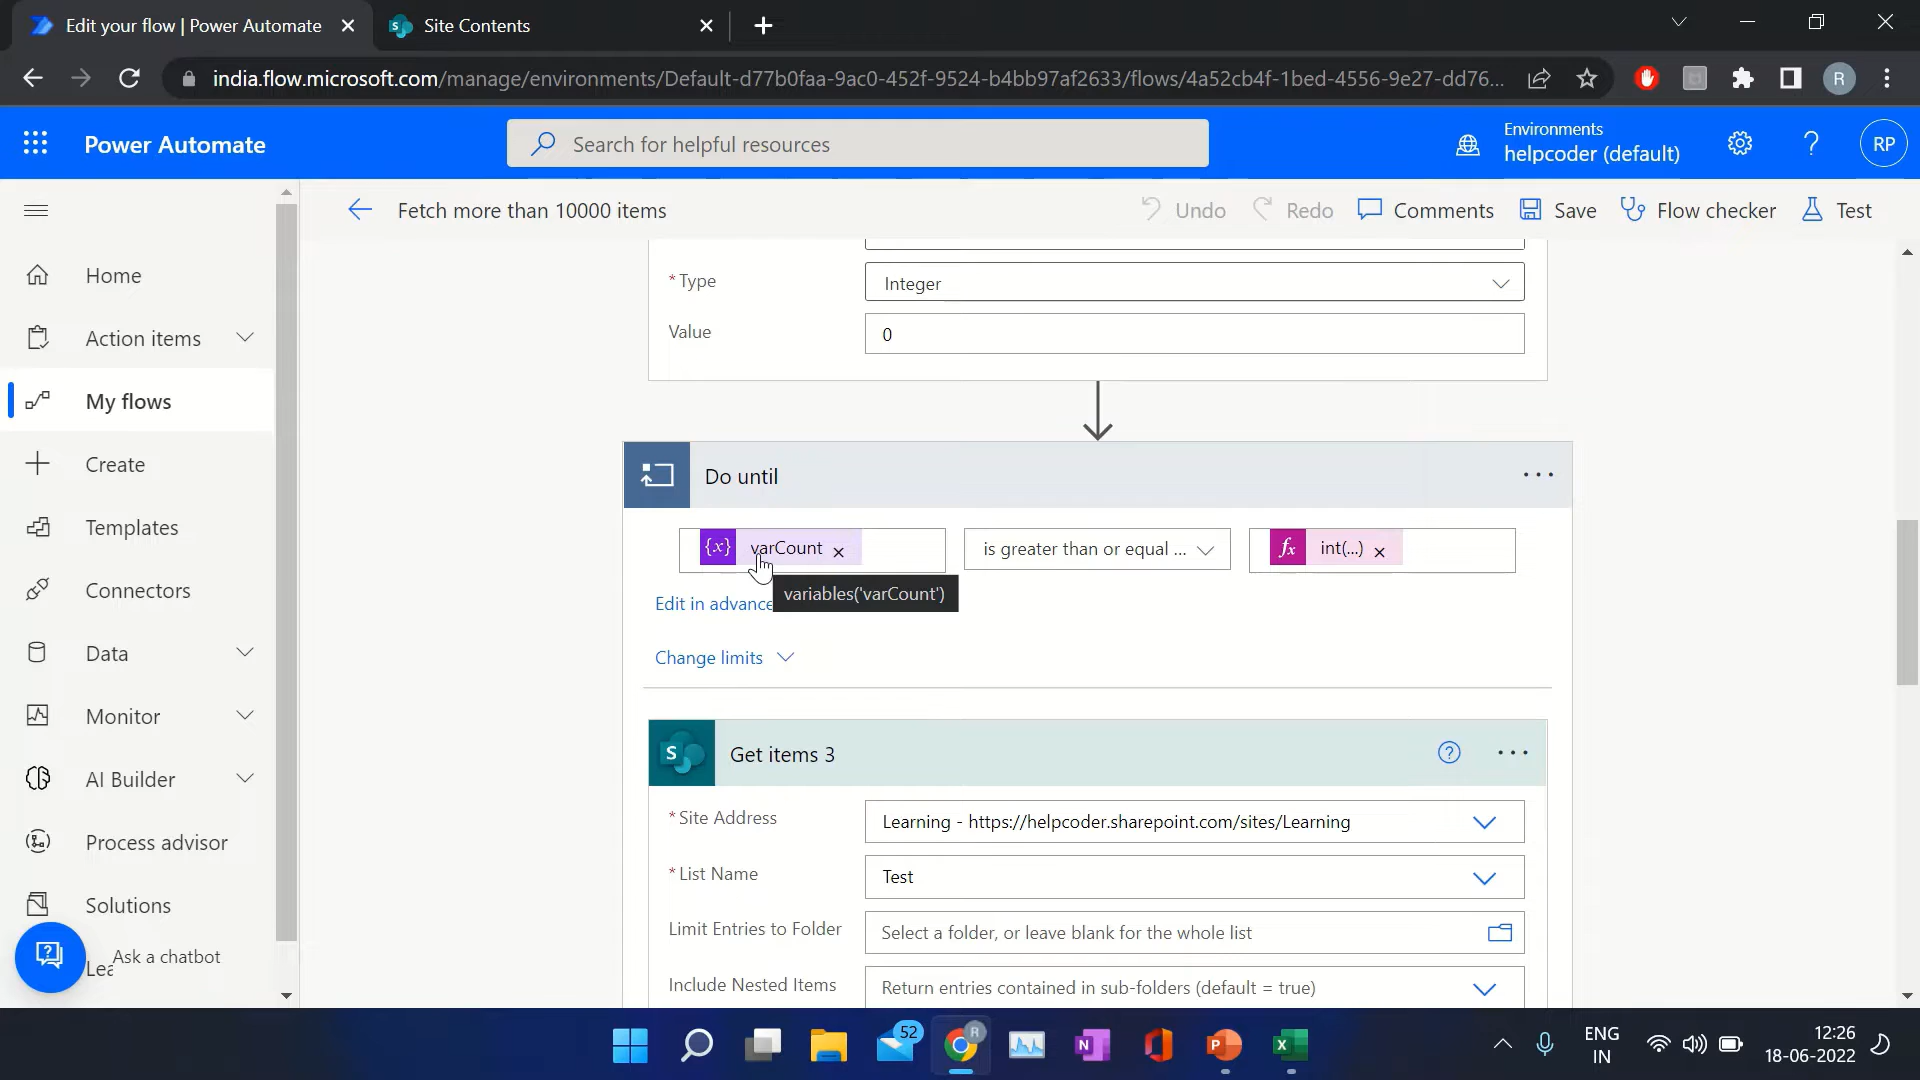 Edit your flow | Power Automate
Site Contents
india.flow.microsoft.com/manage/environments/Default-d77b0faa-9ac0-452f-9524-b4bb97af2633/flows/4a52cb4f-1bed-4556-9e27-dd76...
R
Power Automate
Search for helpful resources
Environments
helpcoder (default)
RP
Fetch more than 10000 items
Undo
Redo
Comments
Save
Flow checker
Test
Home
Action items
My flows
Create
Templates
Connectors
Data
Monitor
AI Builder
Process advisor
Solutions
Ask a chatbot
* Type
Integer
Value
0
Do until
{x} varCount
is greater than or equal ...
fx int(...)
variables('varCount')
Edit in advance
Change limits
S Get items 3
* Site Address
Learning - https://helpcoder.sharepoint.com/sites/Learning
* List Name
Test
Limit Entries to Folder
Select a folder, or leave blank for the whole list
Include Nested Items
Return entries contained in sub-folders (default = true)
52
R
N
P
X
ENG
IN
12:26
18-06-2022